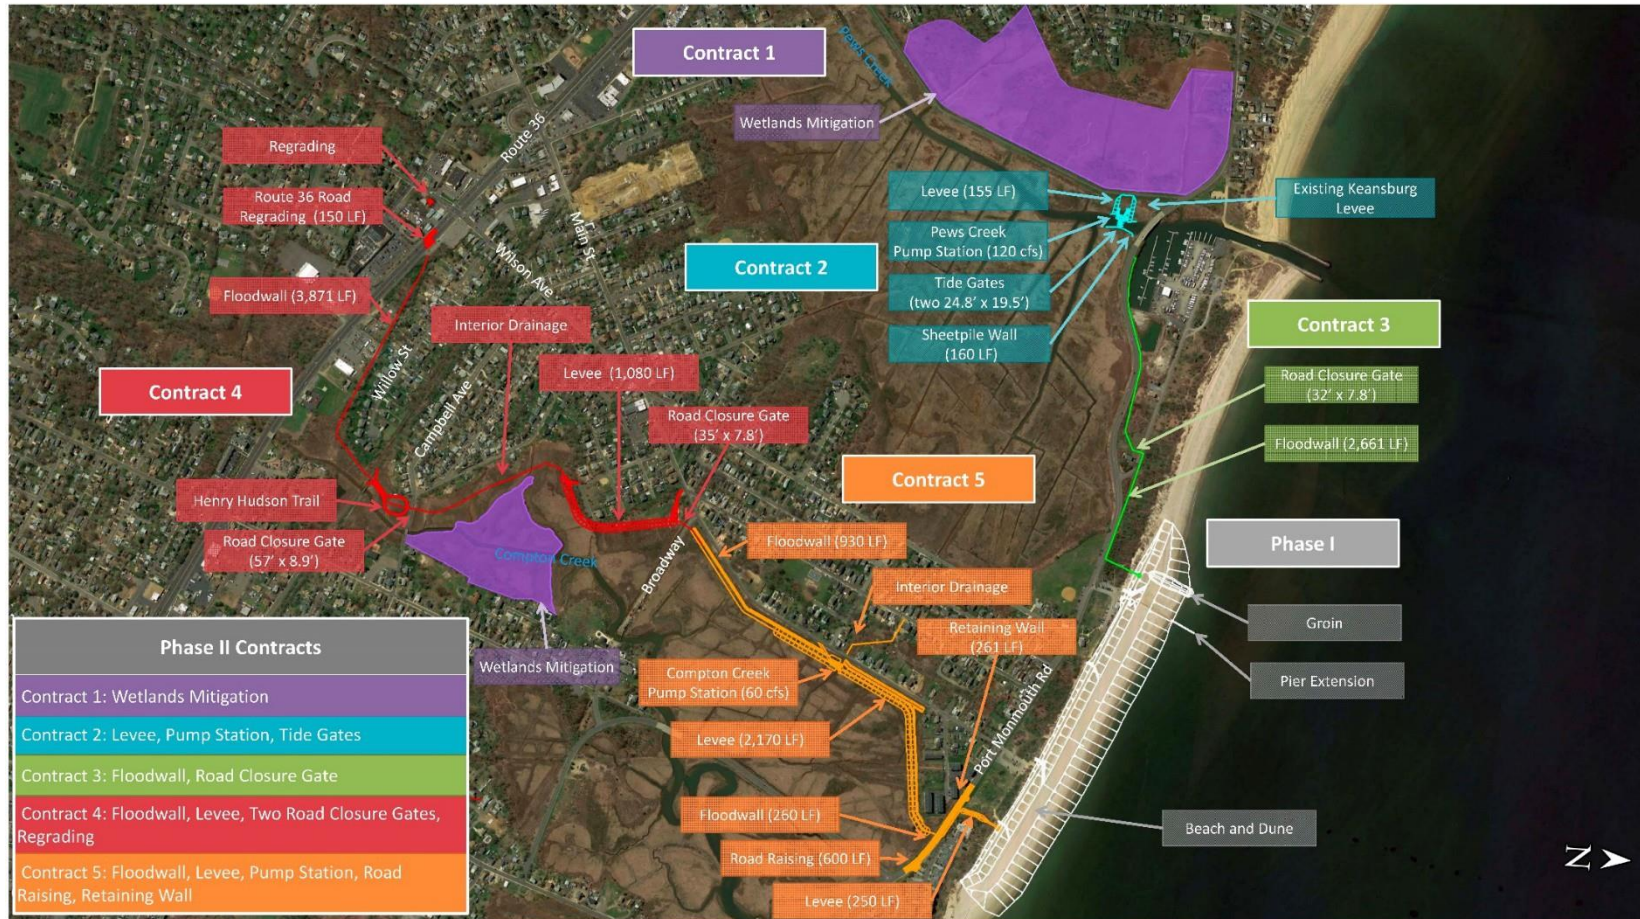 Contract 1
Pews Creek
Wetlands Mitigation
Route 36
Regrading
Route 36 Road
Regrading (150 LF)
Main St
Wilson Ave
Floodwall (3,871 LF)
Interior Drainage
Willow St
Campbell Ave
Levee (1,080 LF)
Contract 4
Road Closure Gate
(35' x 7.8')
Henry Hudson Trail
Road Closure Gate
(57' x 8.9')
Compton Creek
Broadway
Wetlands Mitigation
Contract 2
Levee (155 LF)
Existing Keansburg
Levee
Pews Creek
Pump Station (120 cfs)
Tide Gates
(two 24.8' x 19.5')
Sheetpile Wall
(160 LF)
Contract 3
Road Closure Gate
(32' x 7.8')
Floodwall (2,661 LF)
Contract 5
Floodwall (930 LF)
Interior Drainage
Retaining Wall
(261 LF)
Compton Creek
Pump Station (60 cfs)
Levee (2,170 LF)
Port Monmouth Rd
Floodwall (260 LF)
Road Raising (600 LF)
Levee (250 LF)
Phase I
Groin
Pier Extension
Beach and Dune
N
Phase II Contracts
Contract 1: Wetlands Mitigation
Contract 2: Levee, Pump Station, Tide Gates
Contract 3: Floodwall, Road Closure Gate
Contract 4: Floodwall, Levee, Two Road Closure Gates,
Regrading
Contract 5: Floodwall, Levee, Pump Station, Road
Raising, Retaining Wall